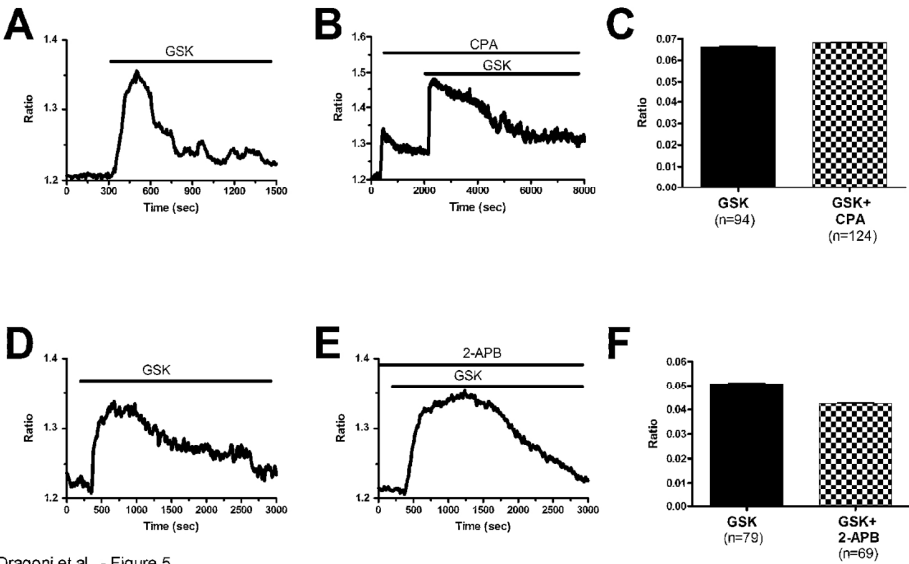 A
B
C
1.4
1.3
1.2
Ratio
GSK
0
300
600
900
1200
1500
Time (sec)
1.6
1.5
1.4
1.3
1.2
Ratio
CPA
GSK
0
2000
4000
6000
8000
Time (sec)
0.07
0.06
0.05
0.04
0.03
0.02
0.01
0.00
Ratio
GSK
(n=94)
GSK+
CPA
(n=124)
D
E
F
1.4
1.3
1.2
Ratio
GSK
0
500
1000
1500
2000
2500
3000
Time (sec)
1.4
1.3
1.2
Ratio
2-APB
GSK
0
500
1000
1500
2000
2500
3000
Time (sec)
0.06
0.05
0.04
0.03
0.02
0.01
0.00
Ratio
GSK
(n=79)
GSK+
2-APB
(n=69)
Dragoni et al. - Figure 5